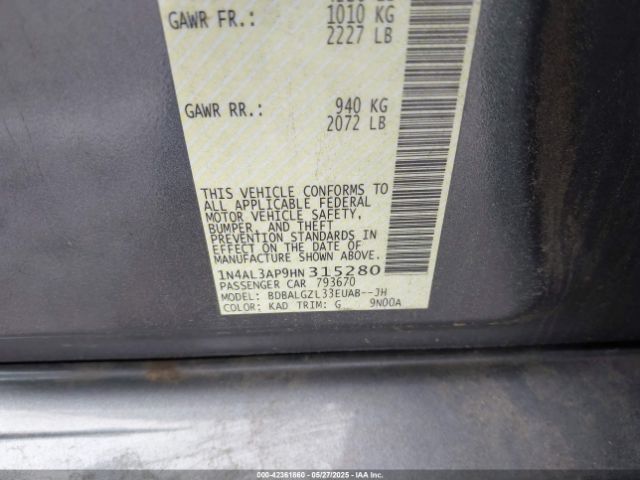 GAWR FR.: 1010 KG
2227 LB
GAWR RR.: 940 KG
2072 LB
THIS VEHICLE CONFORMS TO
ALL APPLICABLE FEDERAL
MOTOR VEHICLE SAFETY,
BUMPER, AND THEFT
PREVENTION STANDARDS IN
EFFECT ON THE DATE OF
MANUFACTURE SHOWN ABOVE.
1N4AL3AP9HN315280
PASSENGER CAR 793670
MODEL: BDBALGZL33EUAB--JH
COLOR: KAD TRIM: G 9N00A
000-42361860 - 05/27/2025 - IAAI.COM